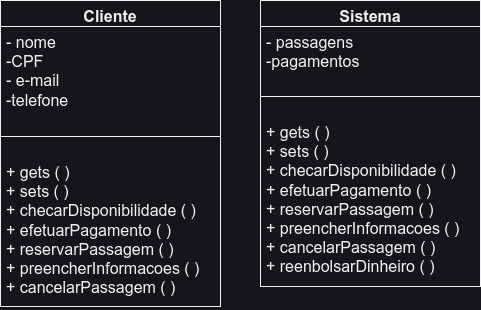 Cliente
- nome
-CPF
- e-mail
-telefone
+ gets ( )
+ sets ( )
+ checarDisponibilidade ( )
+ efetuarPagamento ( )
+ reservarPassagem ( )
+ preencherInformacoes ( )
+ cancelarPassagem ( )
Sistema
- passagens
-pagamentos
+ gets ( )
+ sets ( )
+ checarDisponibilidade ( )
+ efetuarPagamento ( )
+ reservarPassagem ( )
+ preencherInformacoes ( )
+ cancelarPassagem ( )
+ reenbolsarDinheiro ( )